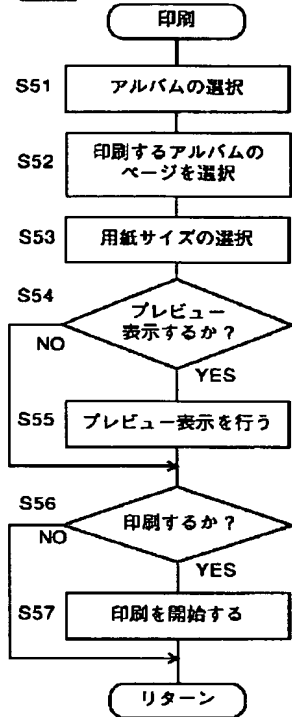 印刷
S51
アルバムの選択
S52
印刷するアルバムの
ページを選択
S53
用紙サイズの選択
S54
プレビュー
表示するか?
NO
YES
S55
プレビュー表示を行う
S56
印刷するか?
NO
YES
S57
印刷を開始する
リターン